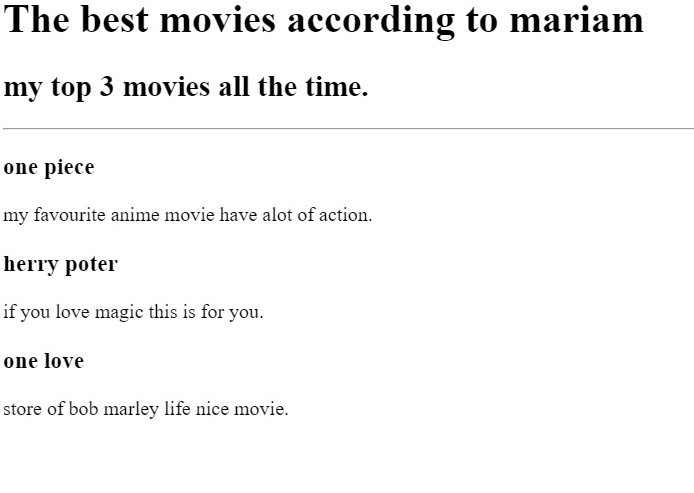 The best movies according to mariam
my top 3 movies all the time.
one piece
my favourite anime movie have alot of action.
herry poter
if you love magic this is for you.
one love
store of bob marley life nice movie.